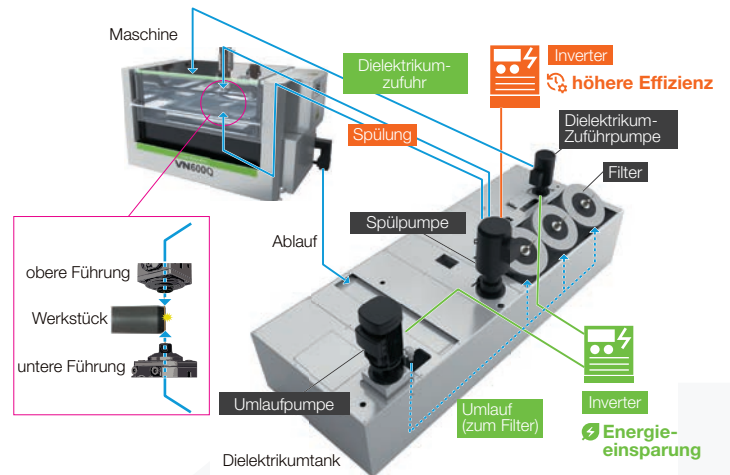 Maschine
Dielektrikum-
zufuhr
Inverter
höhere Effizienz
Dielektrikum-
Zuführpumpe
Spülung
VN600Q
Filter
Spülpumpe
Ablauf
obere Führung
Werkstück
untere Führung
Umlaufpumpe
Umlauf
(zum Filter)
Inverter
Energie-
einsparung
Dielektrikumtank